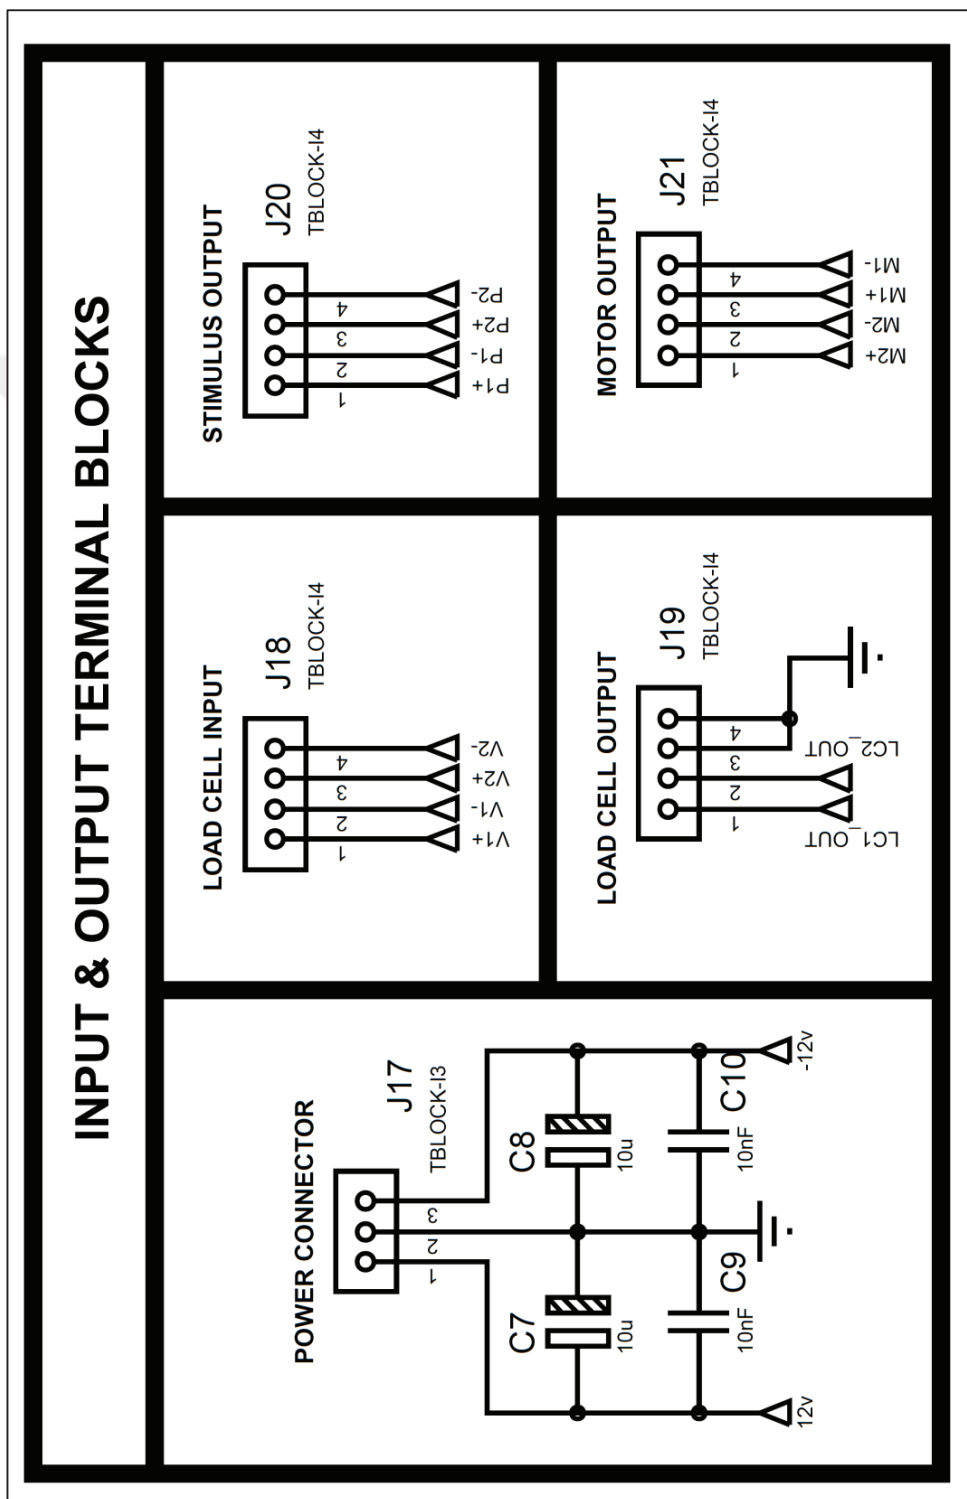 INPUT & OUTPUT TERMINAL BLOCKS
POWER CONNECTOR
J17
TBLOCK-I3
1
2
3
C7
10u
C8
10u
C9
10nF
C10
10nF
12v
-12v
LOAD CELL INPUT
J18
TBLOCK-I4
1
2
3
4
V1+
V1-
V2+
V2-
STIMULUS OUTPUT
J20
TBLOCK-I4
1
2
3
4
P1+
P1-
P2+
P2-
LOAD CELL OUTPUT
J19
TBLOCK-I4
1
2
3
4
LC1_OUT
LC2_OUT
MOTOR OUTPUT
J21
TBLOCK-I4
1
2
3
4
M2+
M2-
M1+
M1-